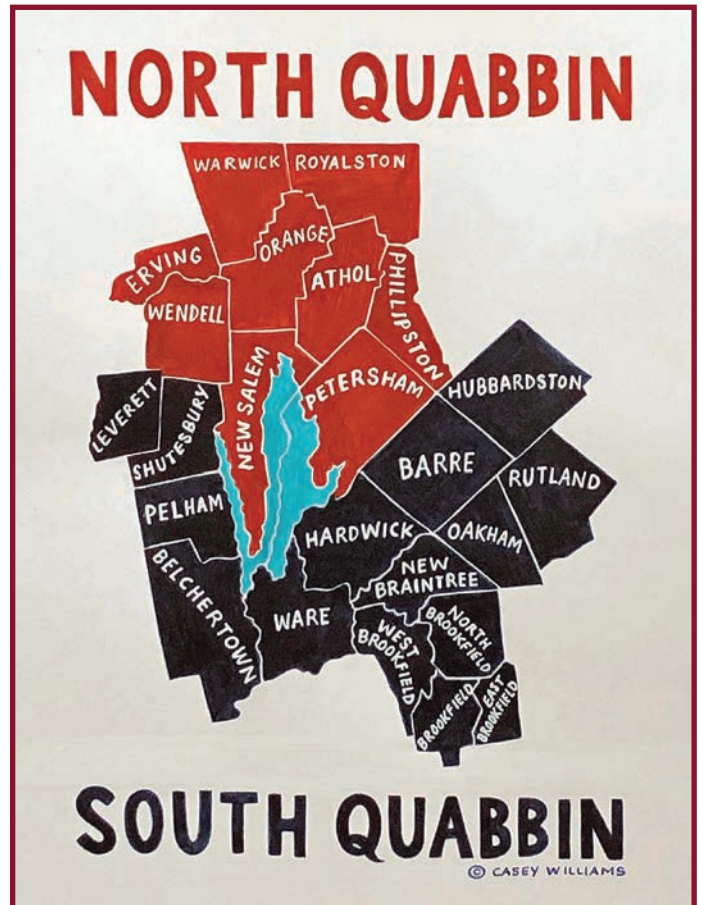 NORTH QUABBIN
WARWICK
ROYALSTON
ORANGE
ERVING
ATHOL
PHILLIPSTON
WENDELL
NEW SALEM
PETERSHAM
HUBBARDSTON
LEVERETT
SHUTESBURY
BARRE
RUTLAND
PELHAM
HARDWICK
OAKHAM
NEW
BRAINTREE
BELCHERTOWN
WARE
WEST
BROOKFIELD
NORTH
BROOKFIELD
BROOKFIELD
EAST
BROOKFIELD
SOUTH QUABBIN
© CASEY WILLIAMS